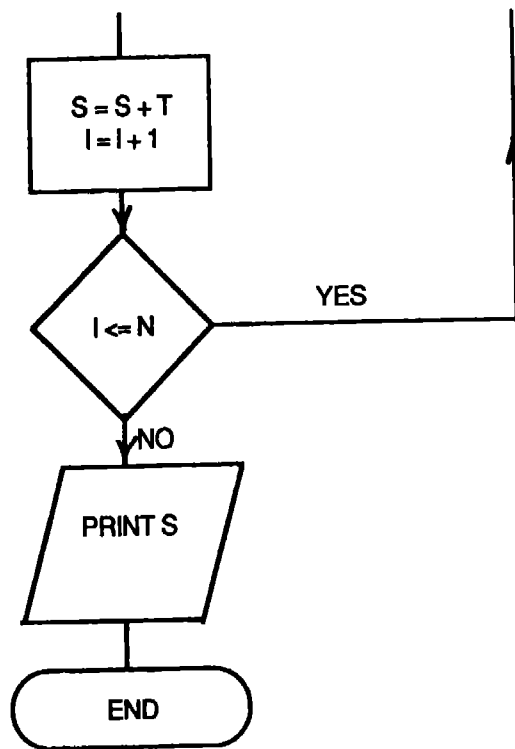 S = S + T
I = I + 1
I <= N
YES
NO
PRINT S
END